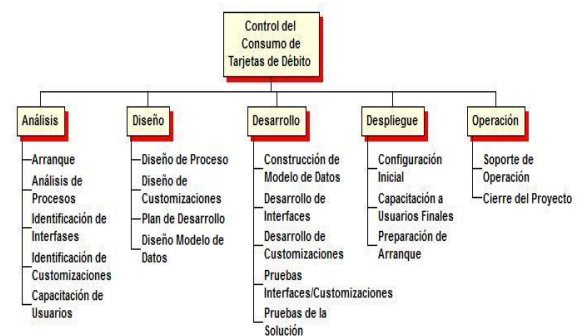 Control del
Consumo de
Tarjetas de Débito
Análisis
Diseño
Desarrollo
Despliegue
Operación
Arranque
Análisis de
Procesos
Identificación de
Interfases
Identificación de
Customizaciones
Capacitación de
Usuarios
Diseño de Proceso
Diseño de
Customizaciones
Plan de Desarrollo
Diseño Modelo de
Datos
Construcción de
Modelo de Datos
Desarrollo de
Interfaces
Desarrollo de
Customizaciones
Pruebas
Interfaces/Customizaciones
Pruebas de la
Solución
Configuración
Inicial
Capacitación a
Usuarios Finales
Preparación de
Arranque
Soporte de
Operación
Cierre del Proyecto